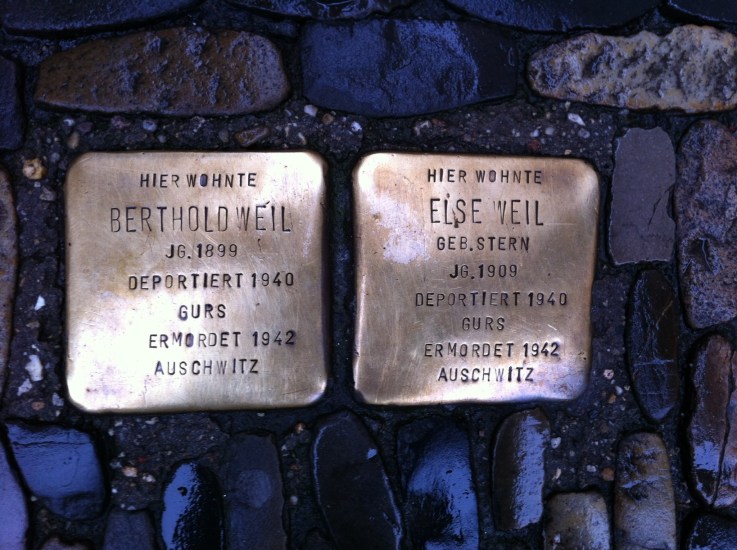 HIER WOHNTE
BERTHOLD WEIL
JG. 1899
DEPORTIERT 1940
GURS
ERMORDET 1942
AUSCHWITZ
HIER WOHNTE
ELSE WEIL
GEB. STERN
JG. 1909
DEPORTIERT 1940
GURS
ERMORDET 1942
AUSCHWITZ